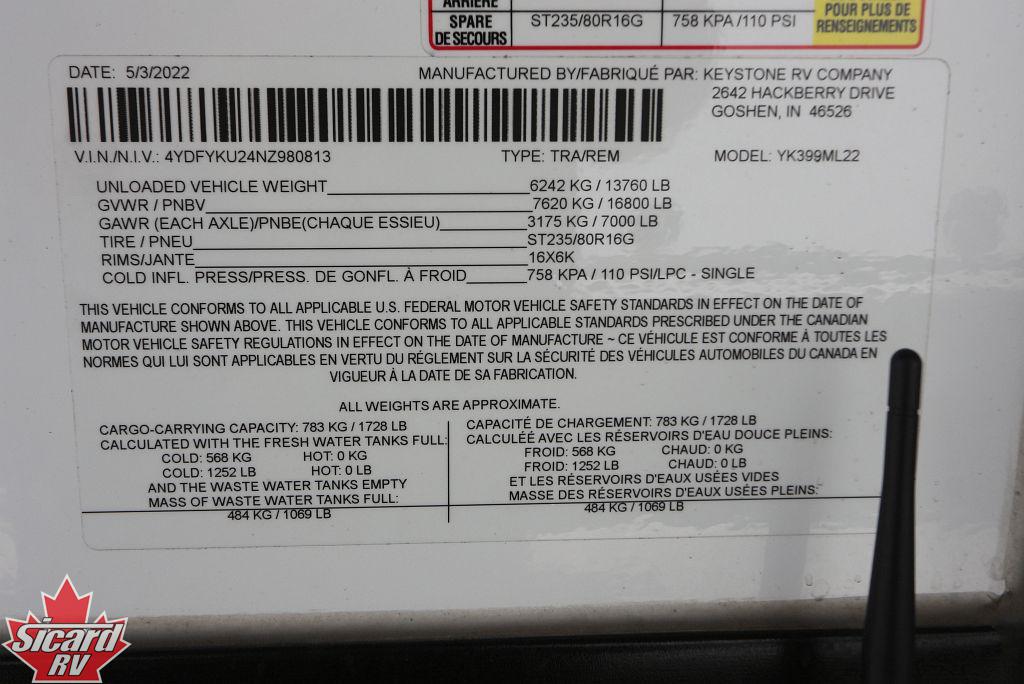 ARRIÈRE
SPARE DE SECOURS ST235/80R16G 758 KPA /110 PSI
POUR PLUS DE RENSEIGNEMENTS
DATE: 5/3/2022 MANUFACTURED BY/FABRIQUÉ PAR: KEYSTONE RV COMPANY
2642 HACKBERRY DRIVE
GOSHEN, IN 46526
V.I.N./N.I.V.: 4YDFYKU24NZ980813 TYPE: TRA/REM MODEL: YK399ML22
UNLOADED VEHICLE WEIGHT 6242 KG / 13760 LB
GVWR / PNBV 7620 KG / 16800 LB
GAWR (EACH AXLE)/PNBE(CHAQUE ESSIEU) 3175 KG / 7000 LB
TIRE / PNEU ST235/80R16G
RIMS/JANTE 16X6K
COLD INFL. PRESS/PRESS. DE GONFL. À FROID 758 KPA / 110 PSI/LPC - SINGLE
THIS VEHICLE CONFORMS TO ALL APPLICABLE U.S. FEDERAL MOTOR VEHICLE SAFETY STANDARDS IN EFFECT ON THE DATE OF
MANUFACTURE SHOWN ABOVE. THIS VEHICLE CONFORMS TO ALL APPLICABLE STANDARDS PRESCRIBED UNDER THE CANADIAN
MOTOR VEHICLE SAFETY REGULATIONS IN EFFECT ON THE DATE OF MANUFACTURE ~ CE VÉHICULE EST CONFORME À TOUTES LES
NORMES QUI LUI SONT APPLICABLES EN VERTU DU RÉGLEMENT SUR LA SÉCURITÉ DES VÉHICULES AUTOMOBILES DU CANADA EN
VIGUEUR À LA DATE DE SA FABRICATION.
ALL WEIGHTS ARE APPROXIMATE.
CARGO-CARRYING CAPACITY: 783 KG / 1728 LB
CALCULATED WITH THE FRESH WATER TANKS FULL:
COLD: 568 KG HOT: 0 KG
COLD: 1252 LB HOT: 0 LB
AND THE WASTE WATER TANKS EMPTY
MASS OF WASTE WATER TANKS FULL:
484 KG / 1069 LB
CAPACITÉ DE CHARGEMENT: 783 KG / 1728 LB
CALCULÉE AVEC LES RÉSERVOIRS D'EAU DOUCE PLEINS:
FROID: 568 KG CHAUD: 0 KG
FROID: 1252 LB CHAUD: 0 LB
ET LES RÉSERVOIRS D'EAUX USÉES VIDES
MASSE DES RÉSERVOIRS D'EAUX USÉES PLEINS:
484 KG / 1069 LB
Sicard
RV